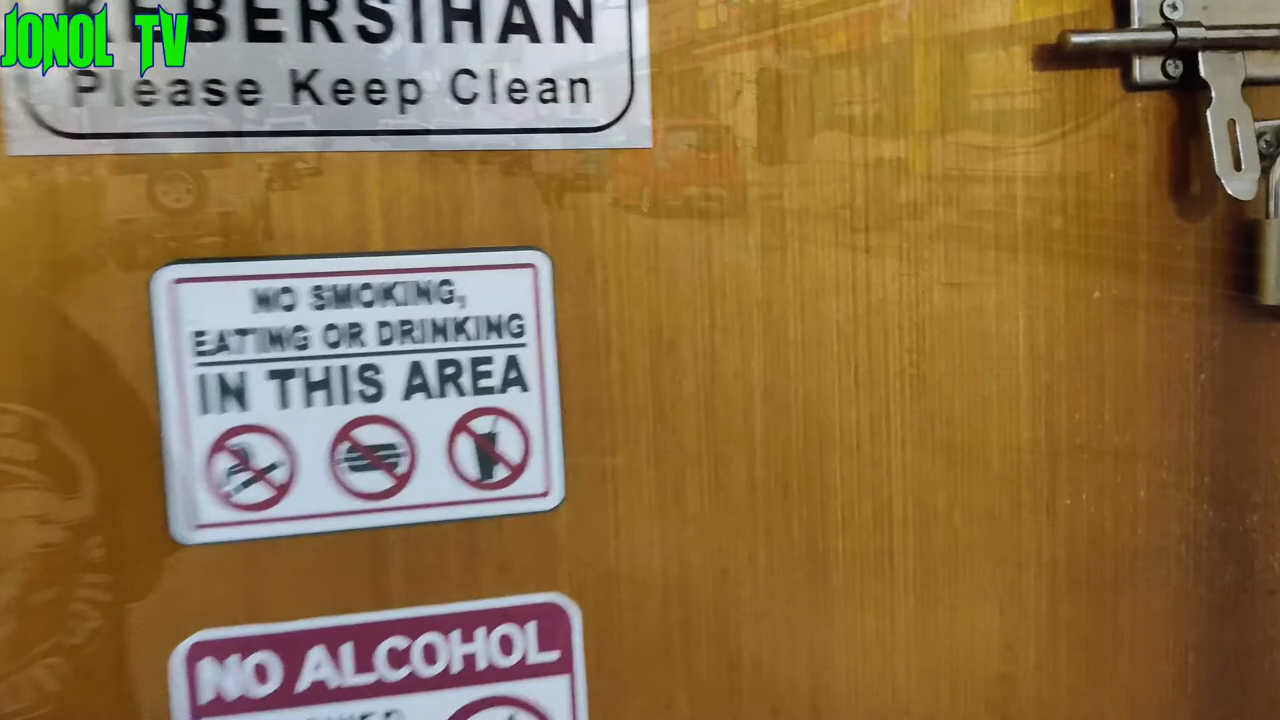 JONOL TV
KEBERSIHAN
Please Keep Clean
NO SMOKING,
EATING OR DRINKING
IN THIS AREA
NO ALCOHOL